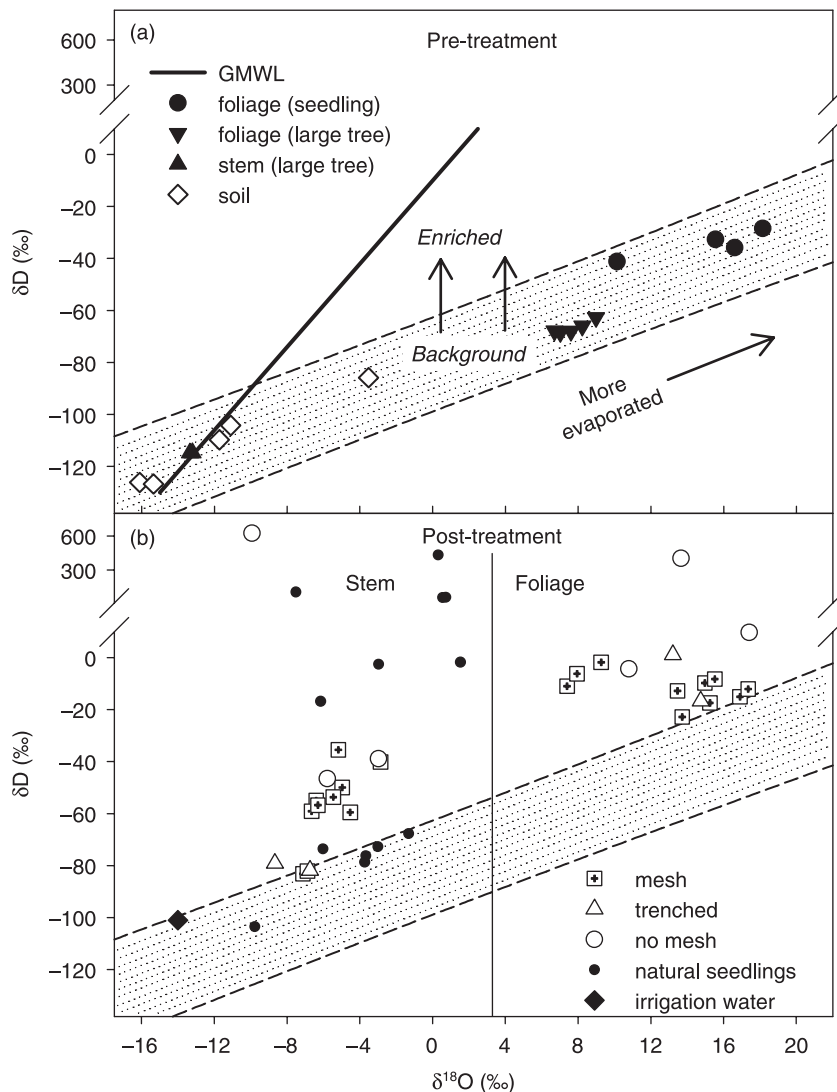 (a)
Pre-treatment
600
300
0
−20
−40
−60
−80
−100
−120
δD (‰)
GMWL
foliage (seedling)
foliage (large tree)
stem (large tree)
soil
Enriched
Background
More
evaporated
(b)
Post-treatment
Stem
Foliage
600
300
0
−20
−40
−60
−80
−100
−120
δD (‰)
mesh
trenched
no mesh
natural seedlings
irrigation water
−16 −12 −8 −4 0 4 8 12 16 20
δ¹⁸O (‰)